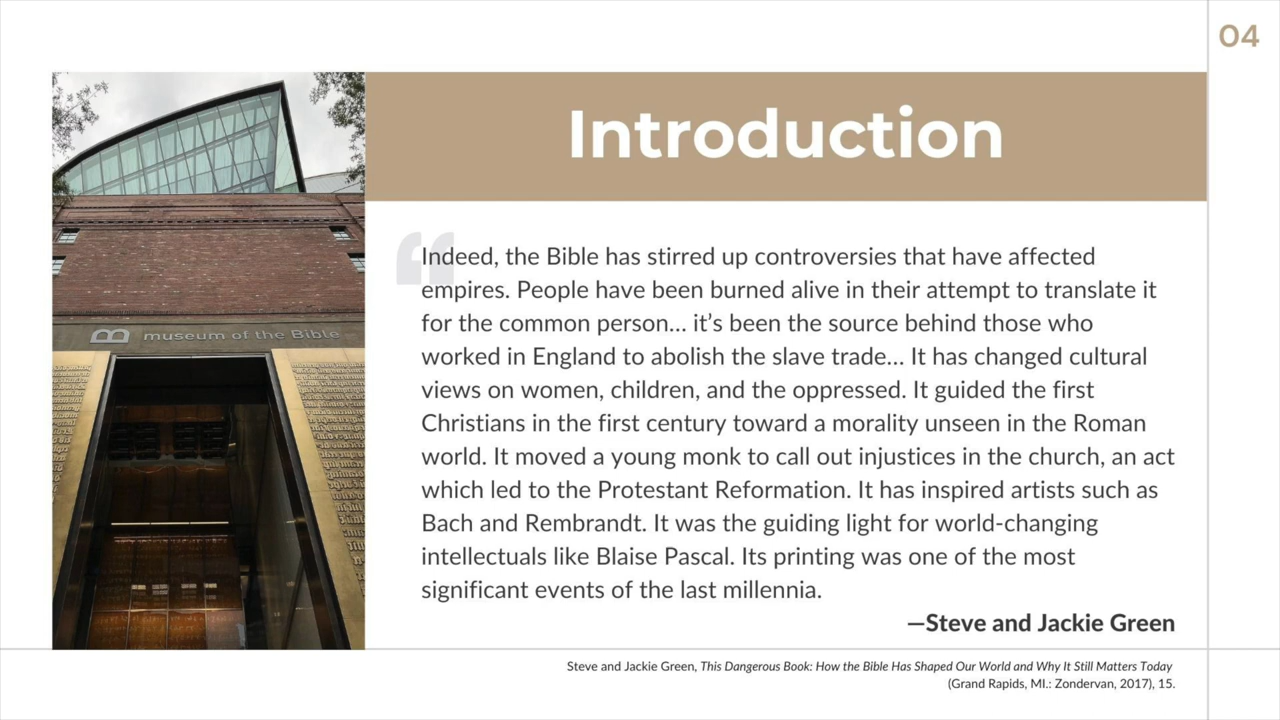 04
Introduction
“
Indeed, the Bible has stirred up controversies that have affected
empires. People have been burned alive in their attempt to translate it
for the common person... it’s been the source behind those who
worked in England to abolish the slave trade... It has changed cultural
views on women, children, and the oppressed. It guided the first
Christians in the first century toward a morality unseen in the Roman
world. It moved a young monk to call out injustices in the church, an act
which led to the Protestant Reformation. It has inspired artists such as
Bach and Rembrandt. It was the guiding light for world-changing
intellectuals like Blaise Pascal. Its printing was one of the most
significant events of the last millennia.
—Steve and Jackie Green
museum of the Bible
Steve and Jackie Green, This Dangerous Book: How the Bible Has Shaped Our World and Why It Still Matters Today
(Grand Rapids, MI.: Zondervan, 2017), 15.